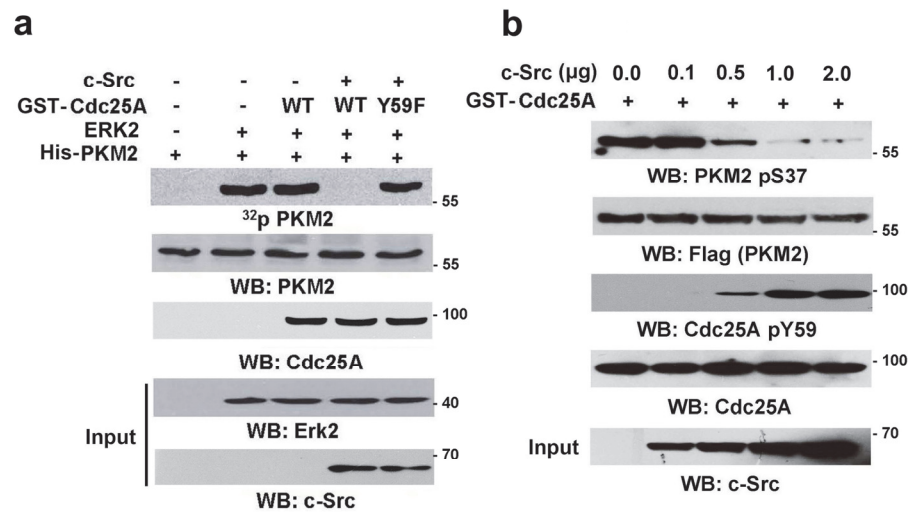 a
c-Src - - - + +
GST-Cdc25A - - WT WT Y59F
ERK2 - + + + +
His-PKM2 + + + + +
- 55
32p PKM2
- 55
WB: PKM2
- 100
WB: Cdc25A
Input
- 40
WB: Erk2
- 70
WB: c-Src
b
c-Src (µg) 0.0 0.1 0.5 1.0 2.0
GST-Cdc25A + + + + +
- 55
WB: PKM2 pS37
- 55
WB: Flag (PKM2)
- 100
WB: Cdc25A pY59
- 100
WB: Cdc25A
Input
- 70
WB: c-Src